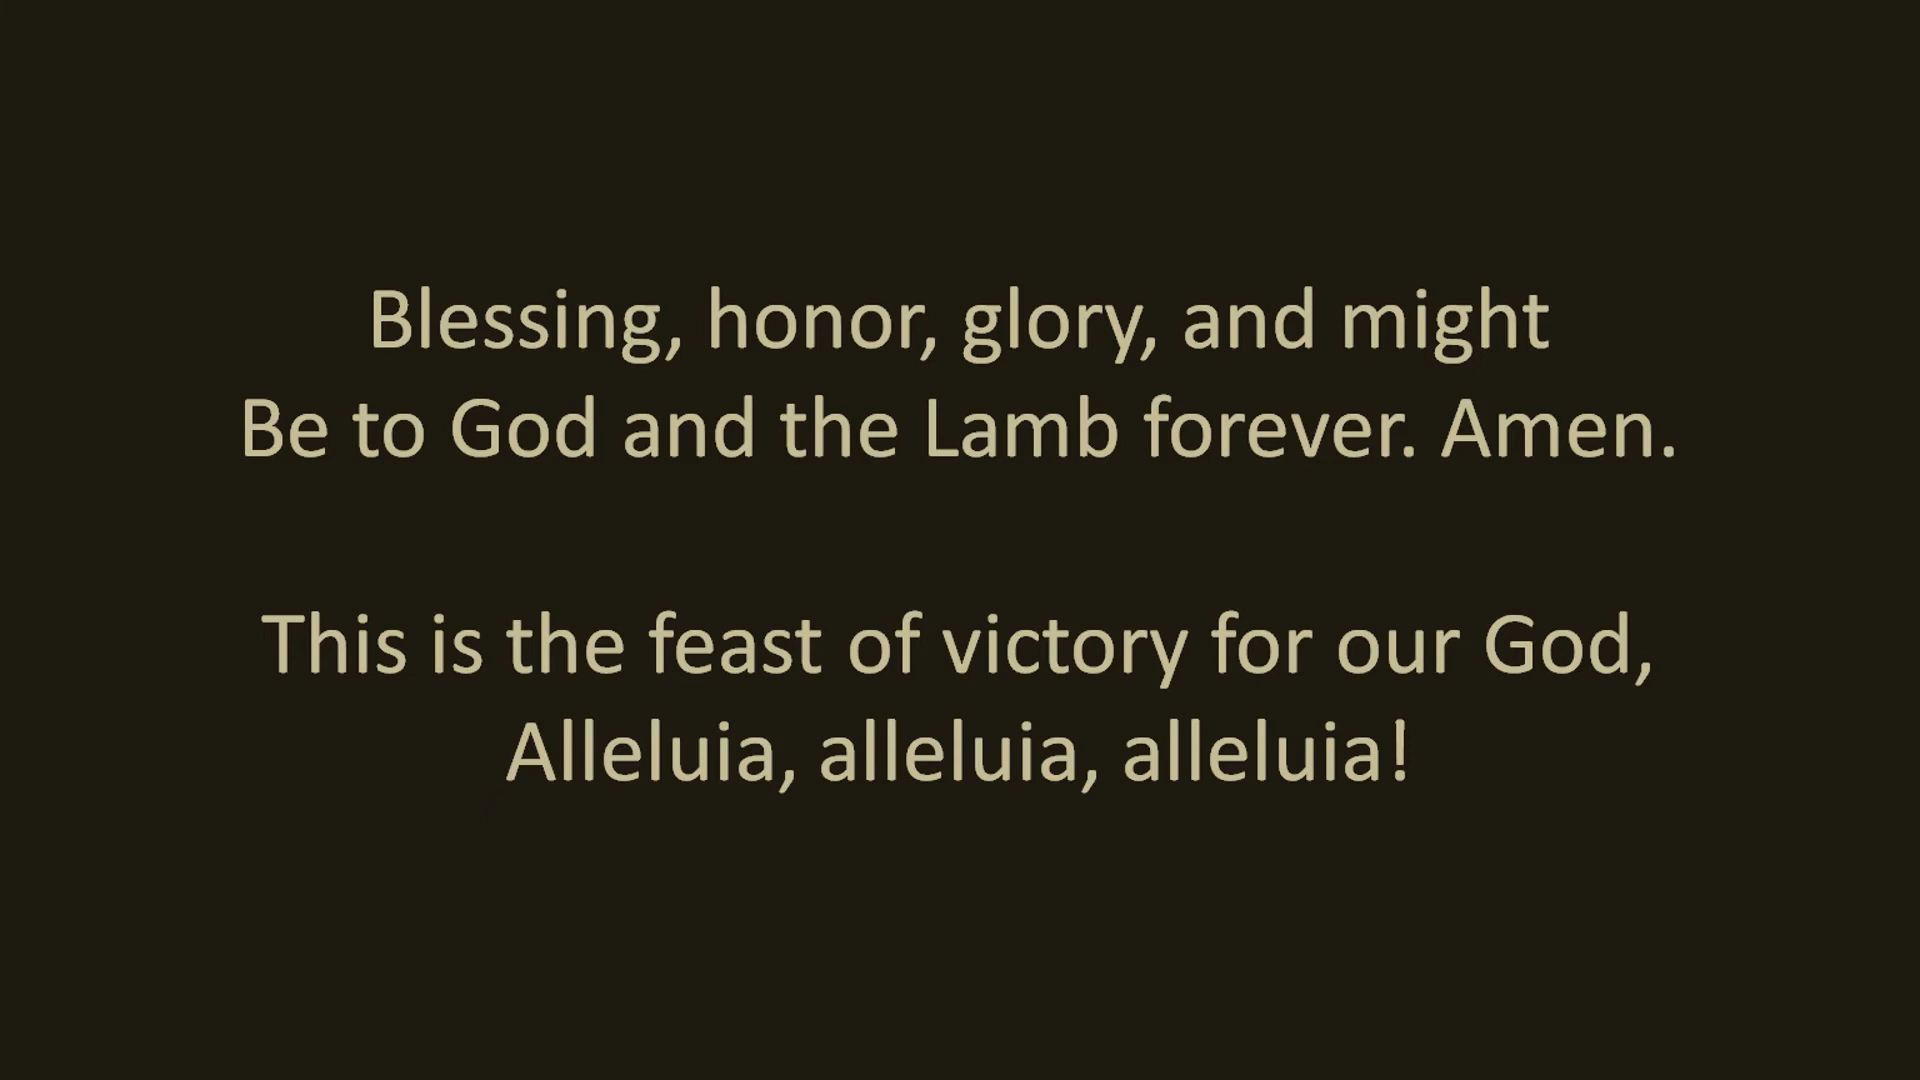 Blessing, honor, glory, and might
Be to God and the Lamb forever. Amen.
This is the feast of victory for our God,
Alleluia, alleluia, alleluia!